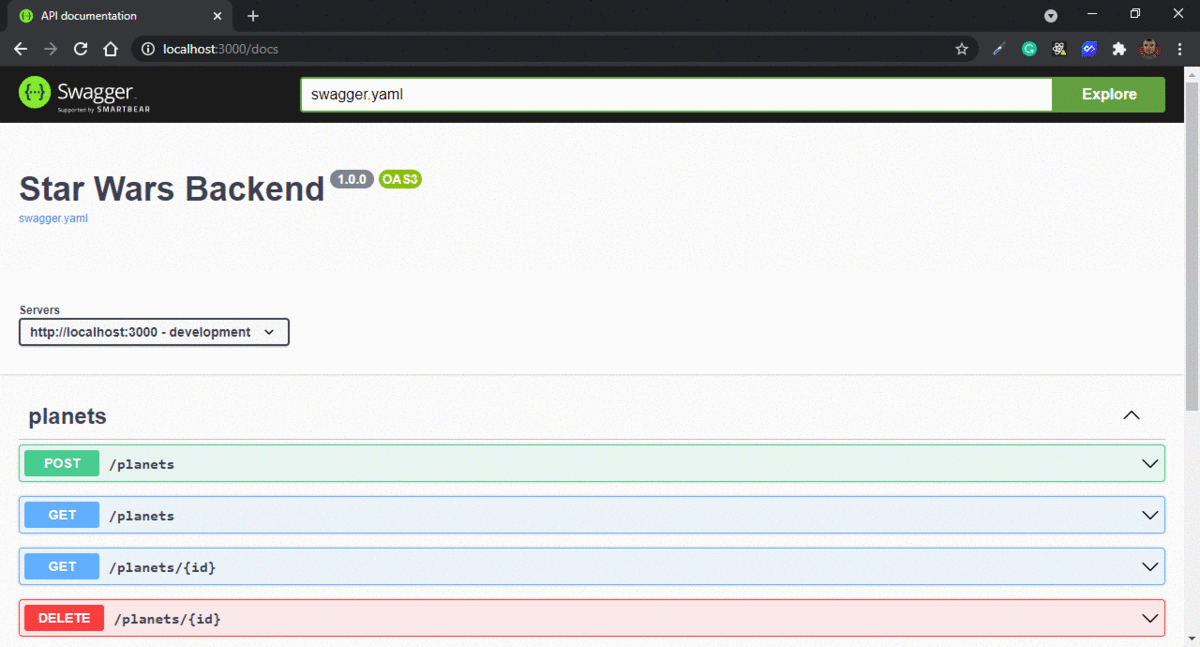 API documentation
localhost:3000/docs
Swagger
Supported by SMARTBEAR
swagger.yaml
Explore
Star Wars Backend 1.0.0 OAS3
swagger.yaml
Servers
http://localhost:3000 - development
planets
POST /planets
GET /planets
GET /planets/{id}
DELETE /planets/{id}